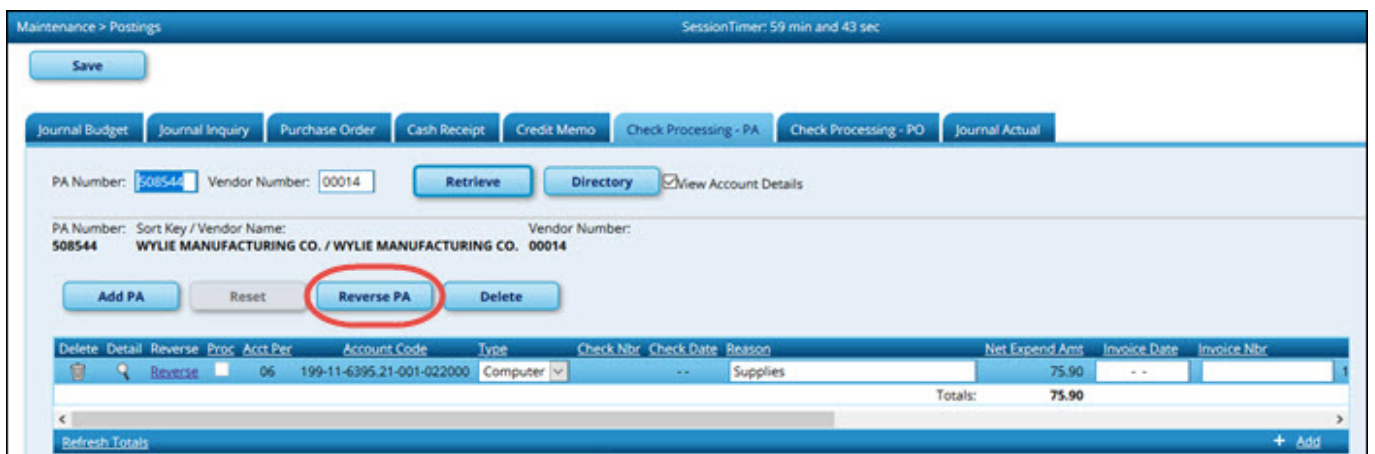 Maintenance > Postings SessionTimer: 59 min and 43 sec
Save
Journal Budget Journal Inquiry Purchase Order Cash Receipt Credit Memo Check Processing - PA Check Processing - PO Journal Actual
PA Number: 508544 Vendor Number: 00014 Retrieve Directory View Account Details
PA Number: Sort Key / Vendor Name: Vendor Number:
508544 WYLIE MANUFACTURING CO. / WYLIE MANUFACTURING CO. 00014
Add PA Reset Reverse PA Delete
Delete Detail Reverse Proc Acct Per Account Code Type Check Nbr Check Date Reason Net Expend Amt Invoice Date Invoice Nbr
Reverse 06 199-11-6395.21-001-022000 Computer - - Supplies 75.90 - - 1
Totals: 75.90
< >
Refresh Totals + Add